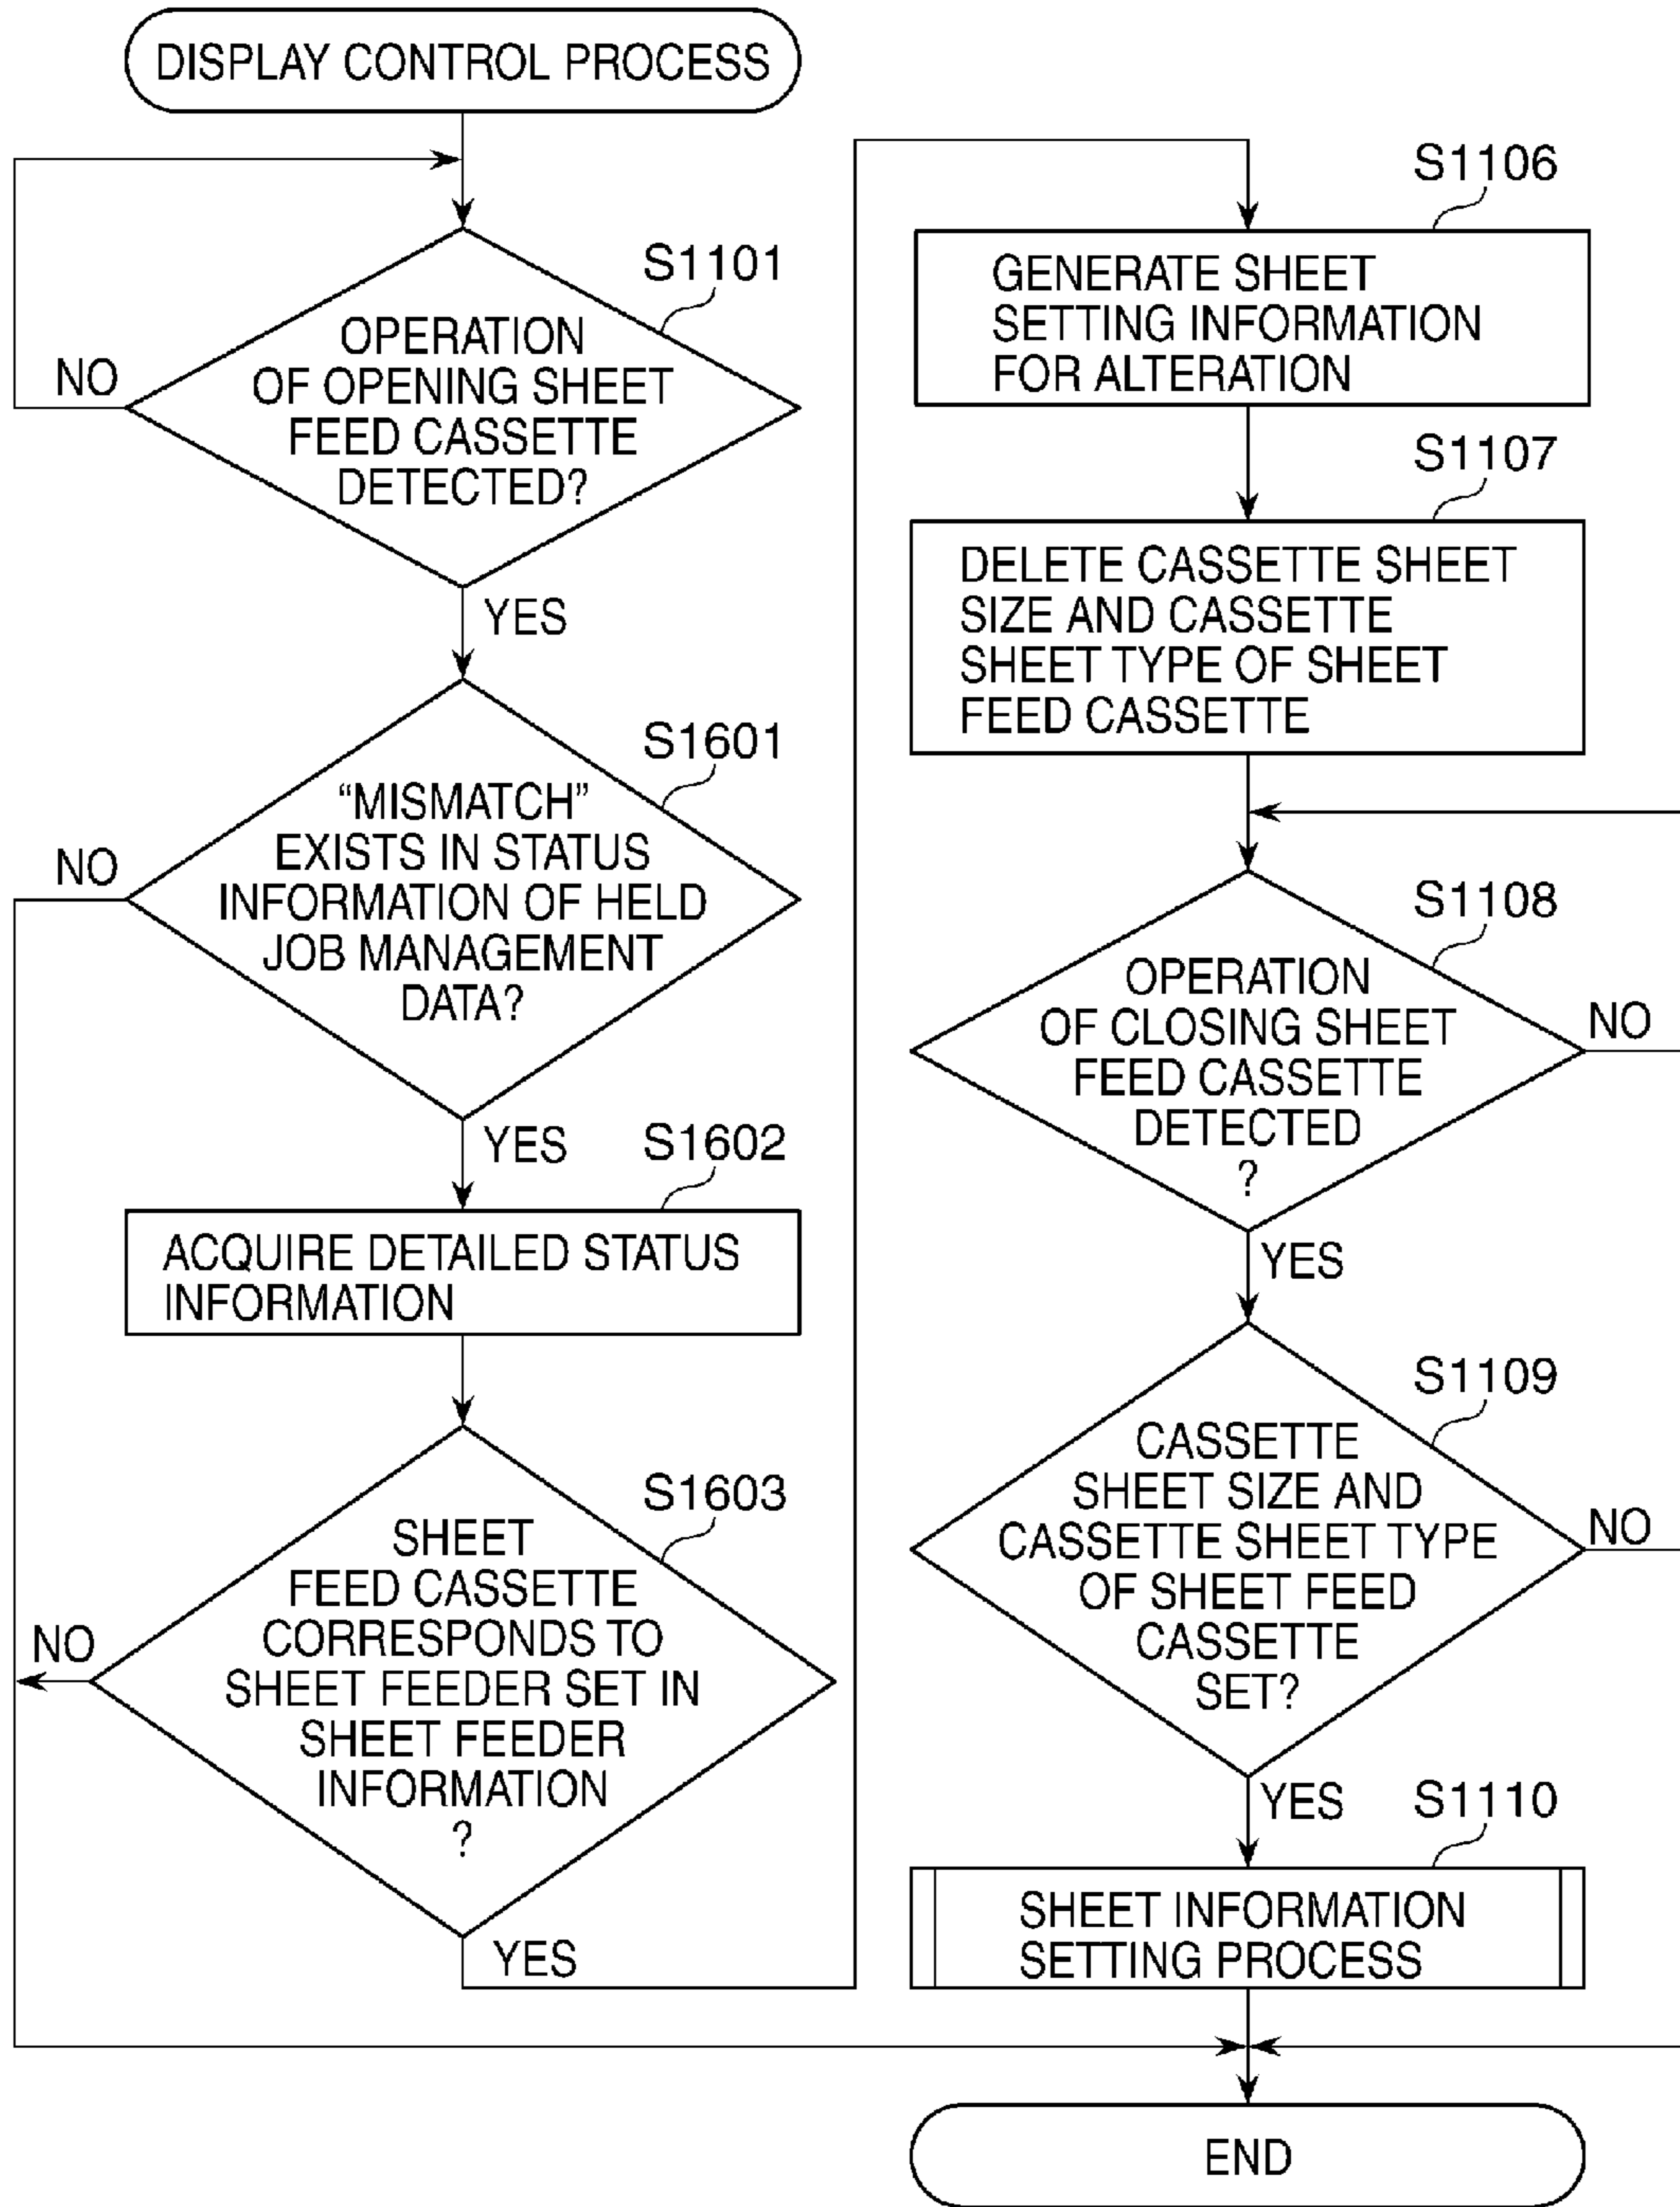 DISPLAY CONTROL PROCESS
S1101
OPERATION
OF OPENING SHEET
FEED CASSETTE
DETECTED?
NO
YES
S1601
“MISMATCH”
EXISTS IN STATUS
INFORMATION OF HELD
JOB MANAGEMENT
DATA?
NO
YES
S1602
ACQUIRE DETAILED STATUS
INFORMATION
S1603
SHEET
FEED CASSETTE
CORRESPONDS TO
SHEET FEEDER SET IN
SHEET FEEDER
INFORMATION
?
NO
YES
S1106
GENERATE SHEET
SETTING INFORMATION
FOR ALTERATION
S1107
DELETE CASSETTE SHEET
SIZE AND CASSETTE
SHEET TYPE OF SHEET
FEED CASSETTE
S1108
OPERATION
OF CLOSING SHEET
FEED CASSETTE
DETECTED
?
NO
YES
S1109
CASSETTE
SHEET SIZE AND
CASSETTE SHEET TYPE
OF SHEET FEED
CASSETTE
SET?
NO
YES
S1110
SHEET INFORMATION
SETTING PROCESS
END